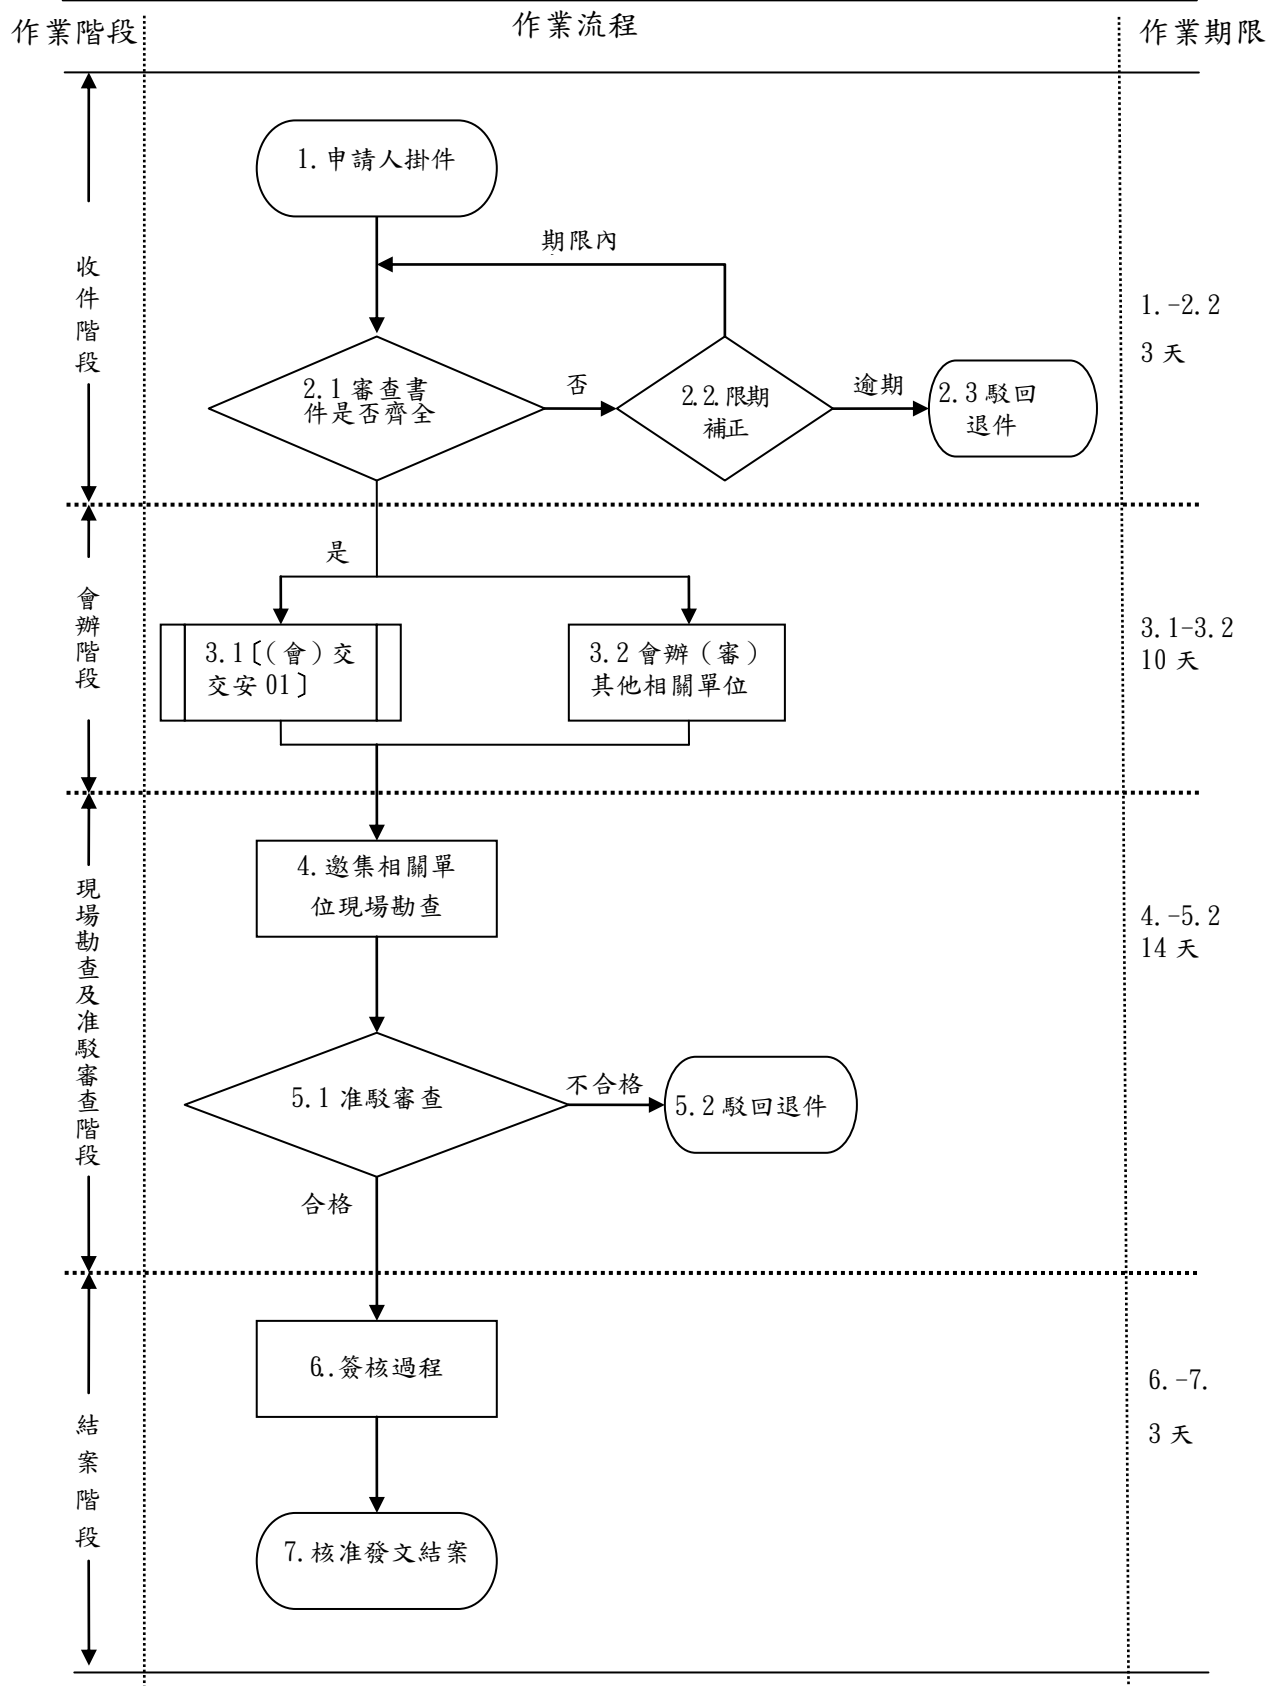 作業階段
作業流程
作業期限
1.申請人掛件
期限內
收件階段
1.-2.2
3 天
2.1 審查書
件是否齊全
否
2.2.限期
補正
逾期
2.3 駁回
退件
是
會辦階段
3.1〔（會）交
交安 01〕
3.2 會辦（審）
其他相關單位
3.1-3.2
10 天
現場勘查及准駁審查階段
4.邀集相關單
位現場勘查
4.-5.2
14 天
5.1 准駁審查
不合格
5.2 駁回退件
合格
結案階段
6..簽核過程
6.-7.
3 天
7.核准發文結案